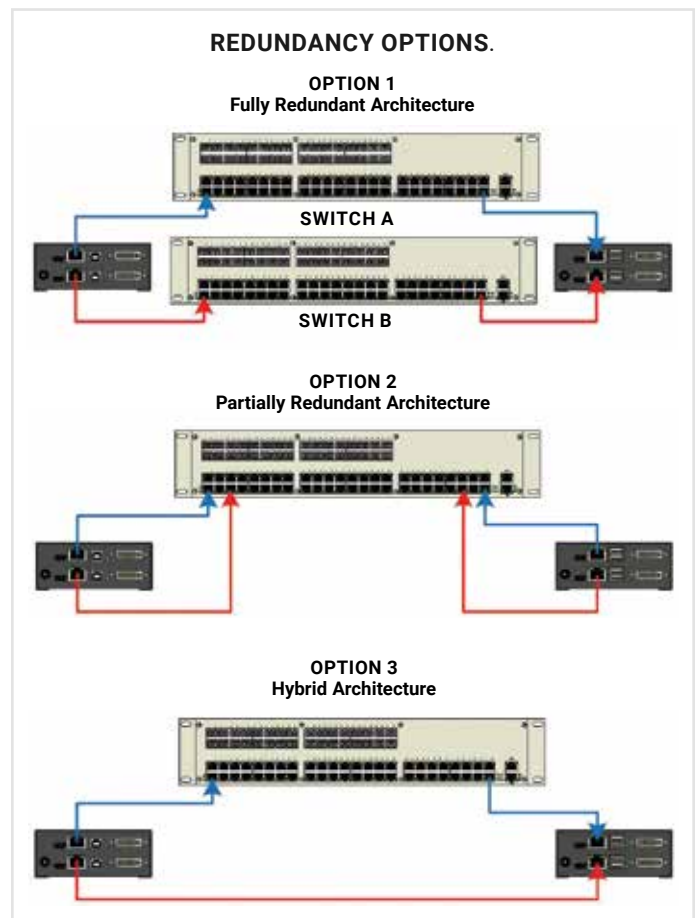 REDUNDANCY OPTIONS.
OPTION 1
Fully Redundant Architecture
SWITCH A
SWITCH B
OPTION 2
Partially Redundant Architecture
OPTION 3
Hybrid Architecture